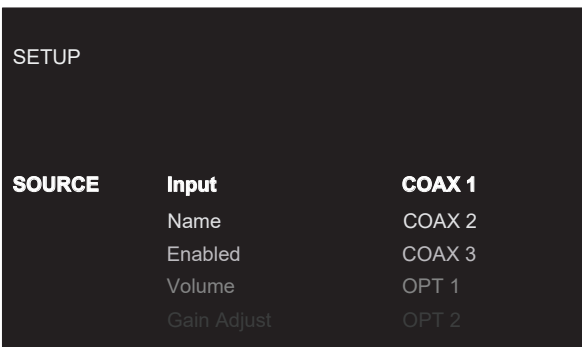 SETUP
SOURCE Input COAX 1
Name COAX 2
Enabled COAX 3
Volume OPT 1
Gain Adjust OPT 2